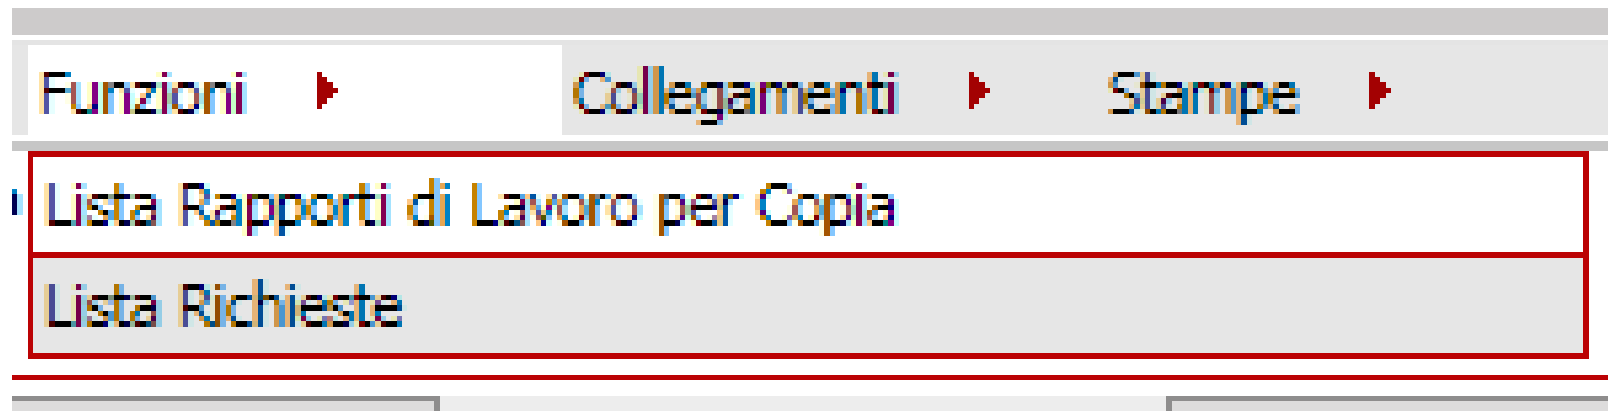 Funzioni Collegamenti Stampe
Lista Rapporti di Lavoro per Copia
Lista Richieste